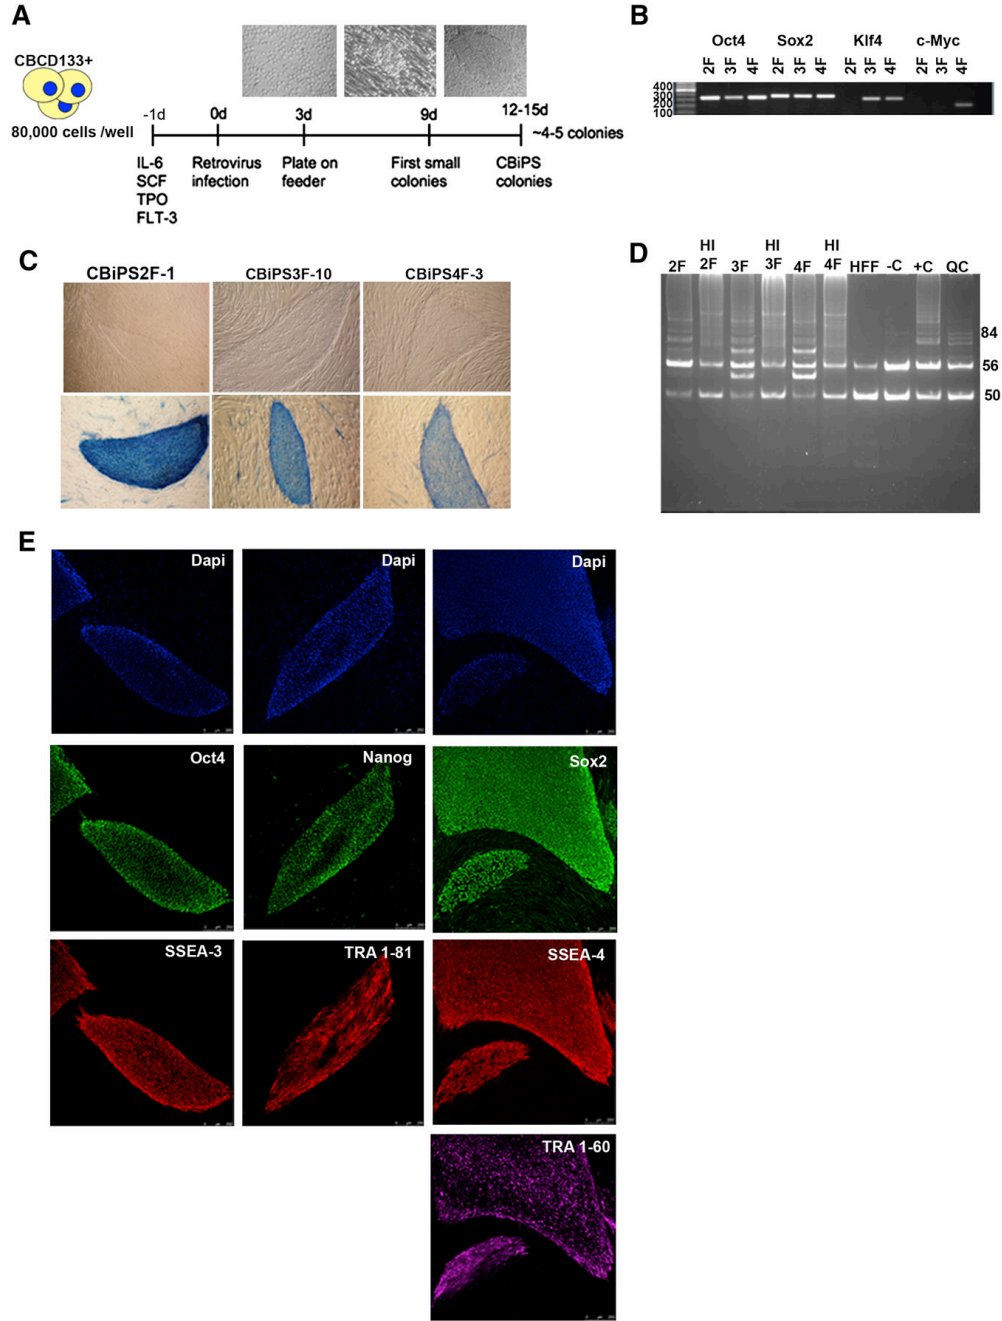 A
CBCD133+
80,000 cells /well
-1d
0d
3d
9d
12-15d
~4-5 colonies
IL-6
SCF
TPO
FLT-3
Retrovirus
infection
Plate on
feeder
First small
colonies
CBiPS
colonies
B
Oct4 Sox2 Klf4 c-Myc
2F 3F 4F 2F 3F 4F 2F 3F 4F 2F 3F 4F
400
300
200
100
C
CBiPS2F-1
CBiPS3F-10
CBiPS4F-3
D
2F HI 2F 3F HI 3F 4F HI 4F HFF -C +C QC
84
56
50
E
Dapi
Dapi
Dapi
Oct4
Nanog
Sox2
SSEA-3
TRA 1-81
SSEA-4
TRA 1-60